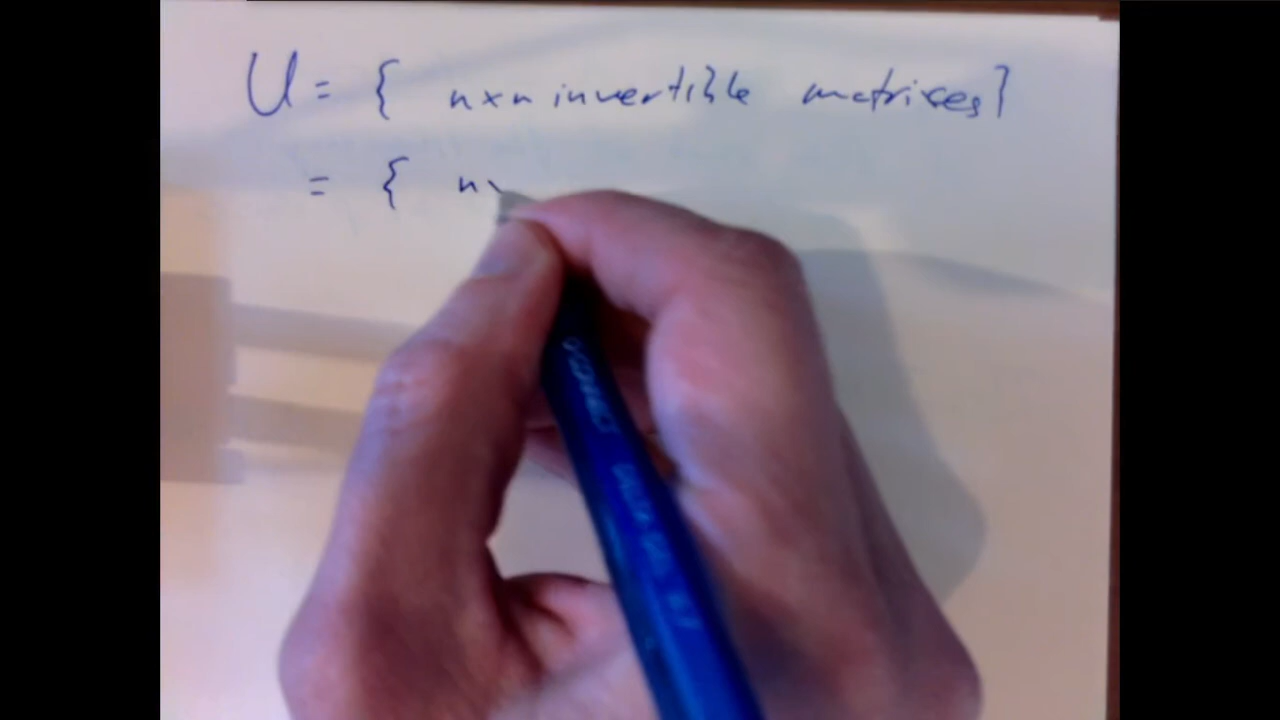 U = { n×n invertible matrices}
= { n